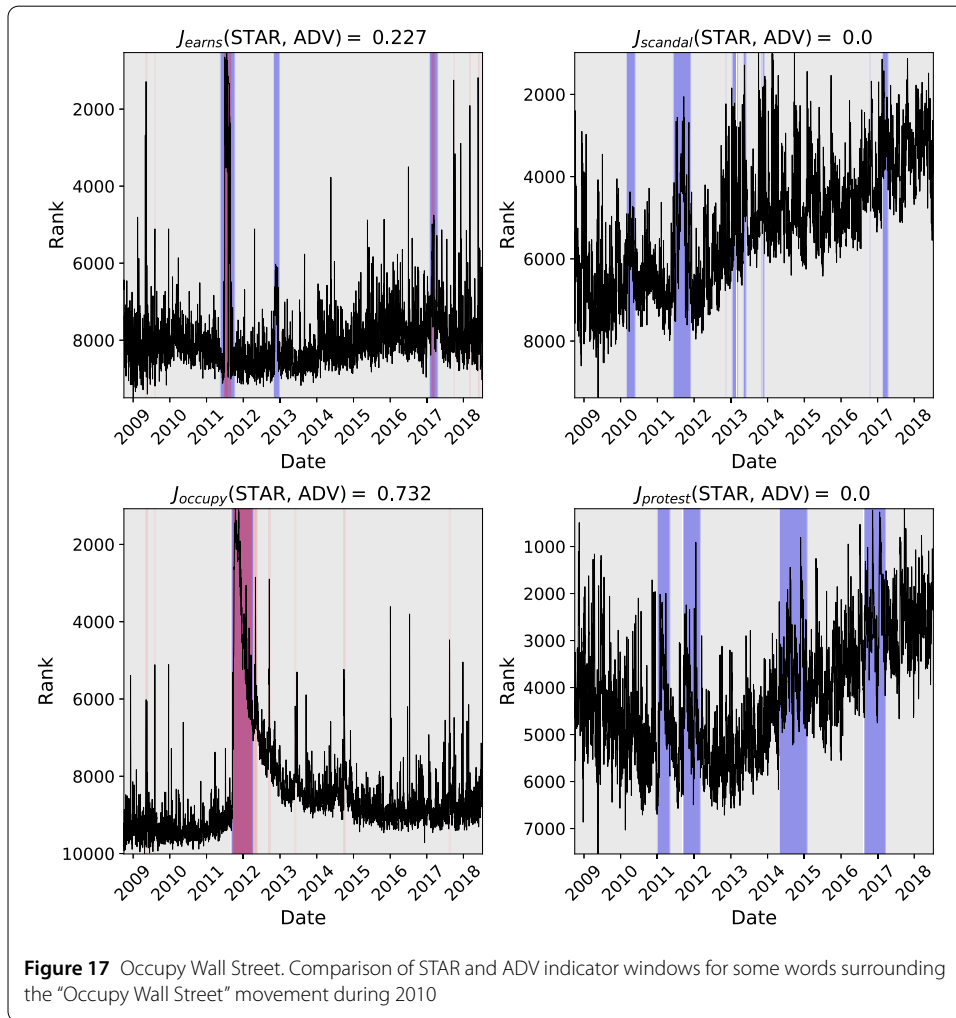 J_earns(STAR, ADV) = 0.227
Rank
2000
4000
6000
8000
2009 2010 2011 2012 2013 2014 2015 2016 2017 2018
Date
J_scandal(STAR, ADV) = 0.0
Rank
2000
4000
6000
8000
2009 2010 2011 2012 2013 2014 2015 2016 2017 2018
Date
J_occupy(STAR, ADV) = 0.732
Rank
2000
4000
6000
8000
10000
2009 2010 2011 2012 2013 2014 2015 2016 2017 2018
Date
J_protest(STAR, ADV) = 0.0
Rank
1000
2000
3000
4000
5000
6000
7000
2009 2010 2011 2012 2013 2014 2015 2016 2017 2018
Date
Figure 17 Occupy Wall Street. Comparison of STAR and ADV indicator windows for some words surrounding
the “Occupy Wall Street” movement during 2010